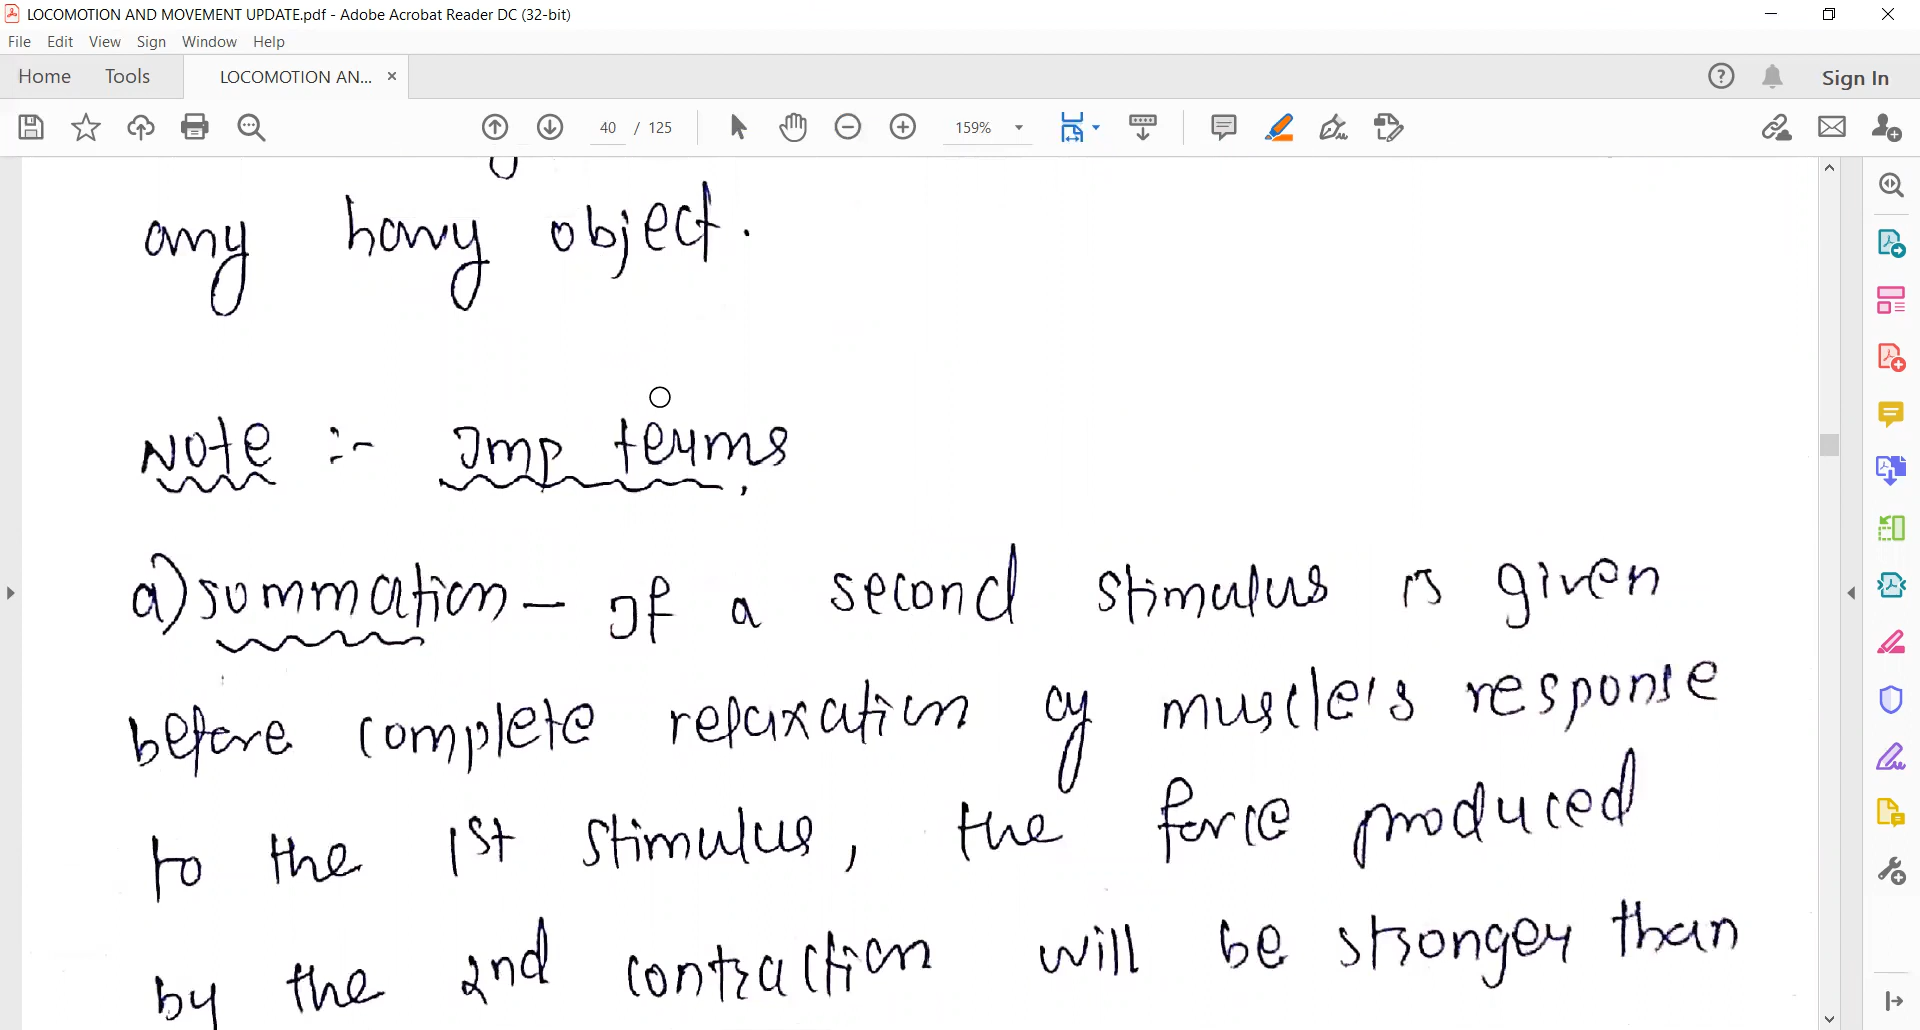 LOCOMOTION AND MOVEMENT UPDATE.pdf - Adobe Acrobat Reader DC (32-bit)
File Edit View Sign Window Help
Home Tools LOCOMOTION AN... × Sign In
40 / 125 159%
any havy object.
Note :- Imp terms
a) summation - If a second stimulus is given
before complete relaxation of muscle's response
to the 1st stimulus, the force produced
by the 2nd contraction will be stronger than